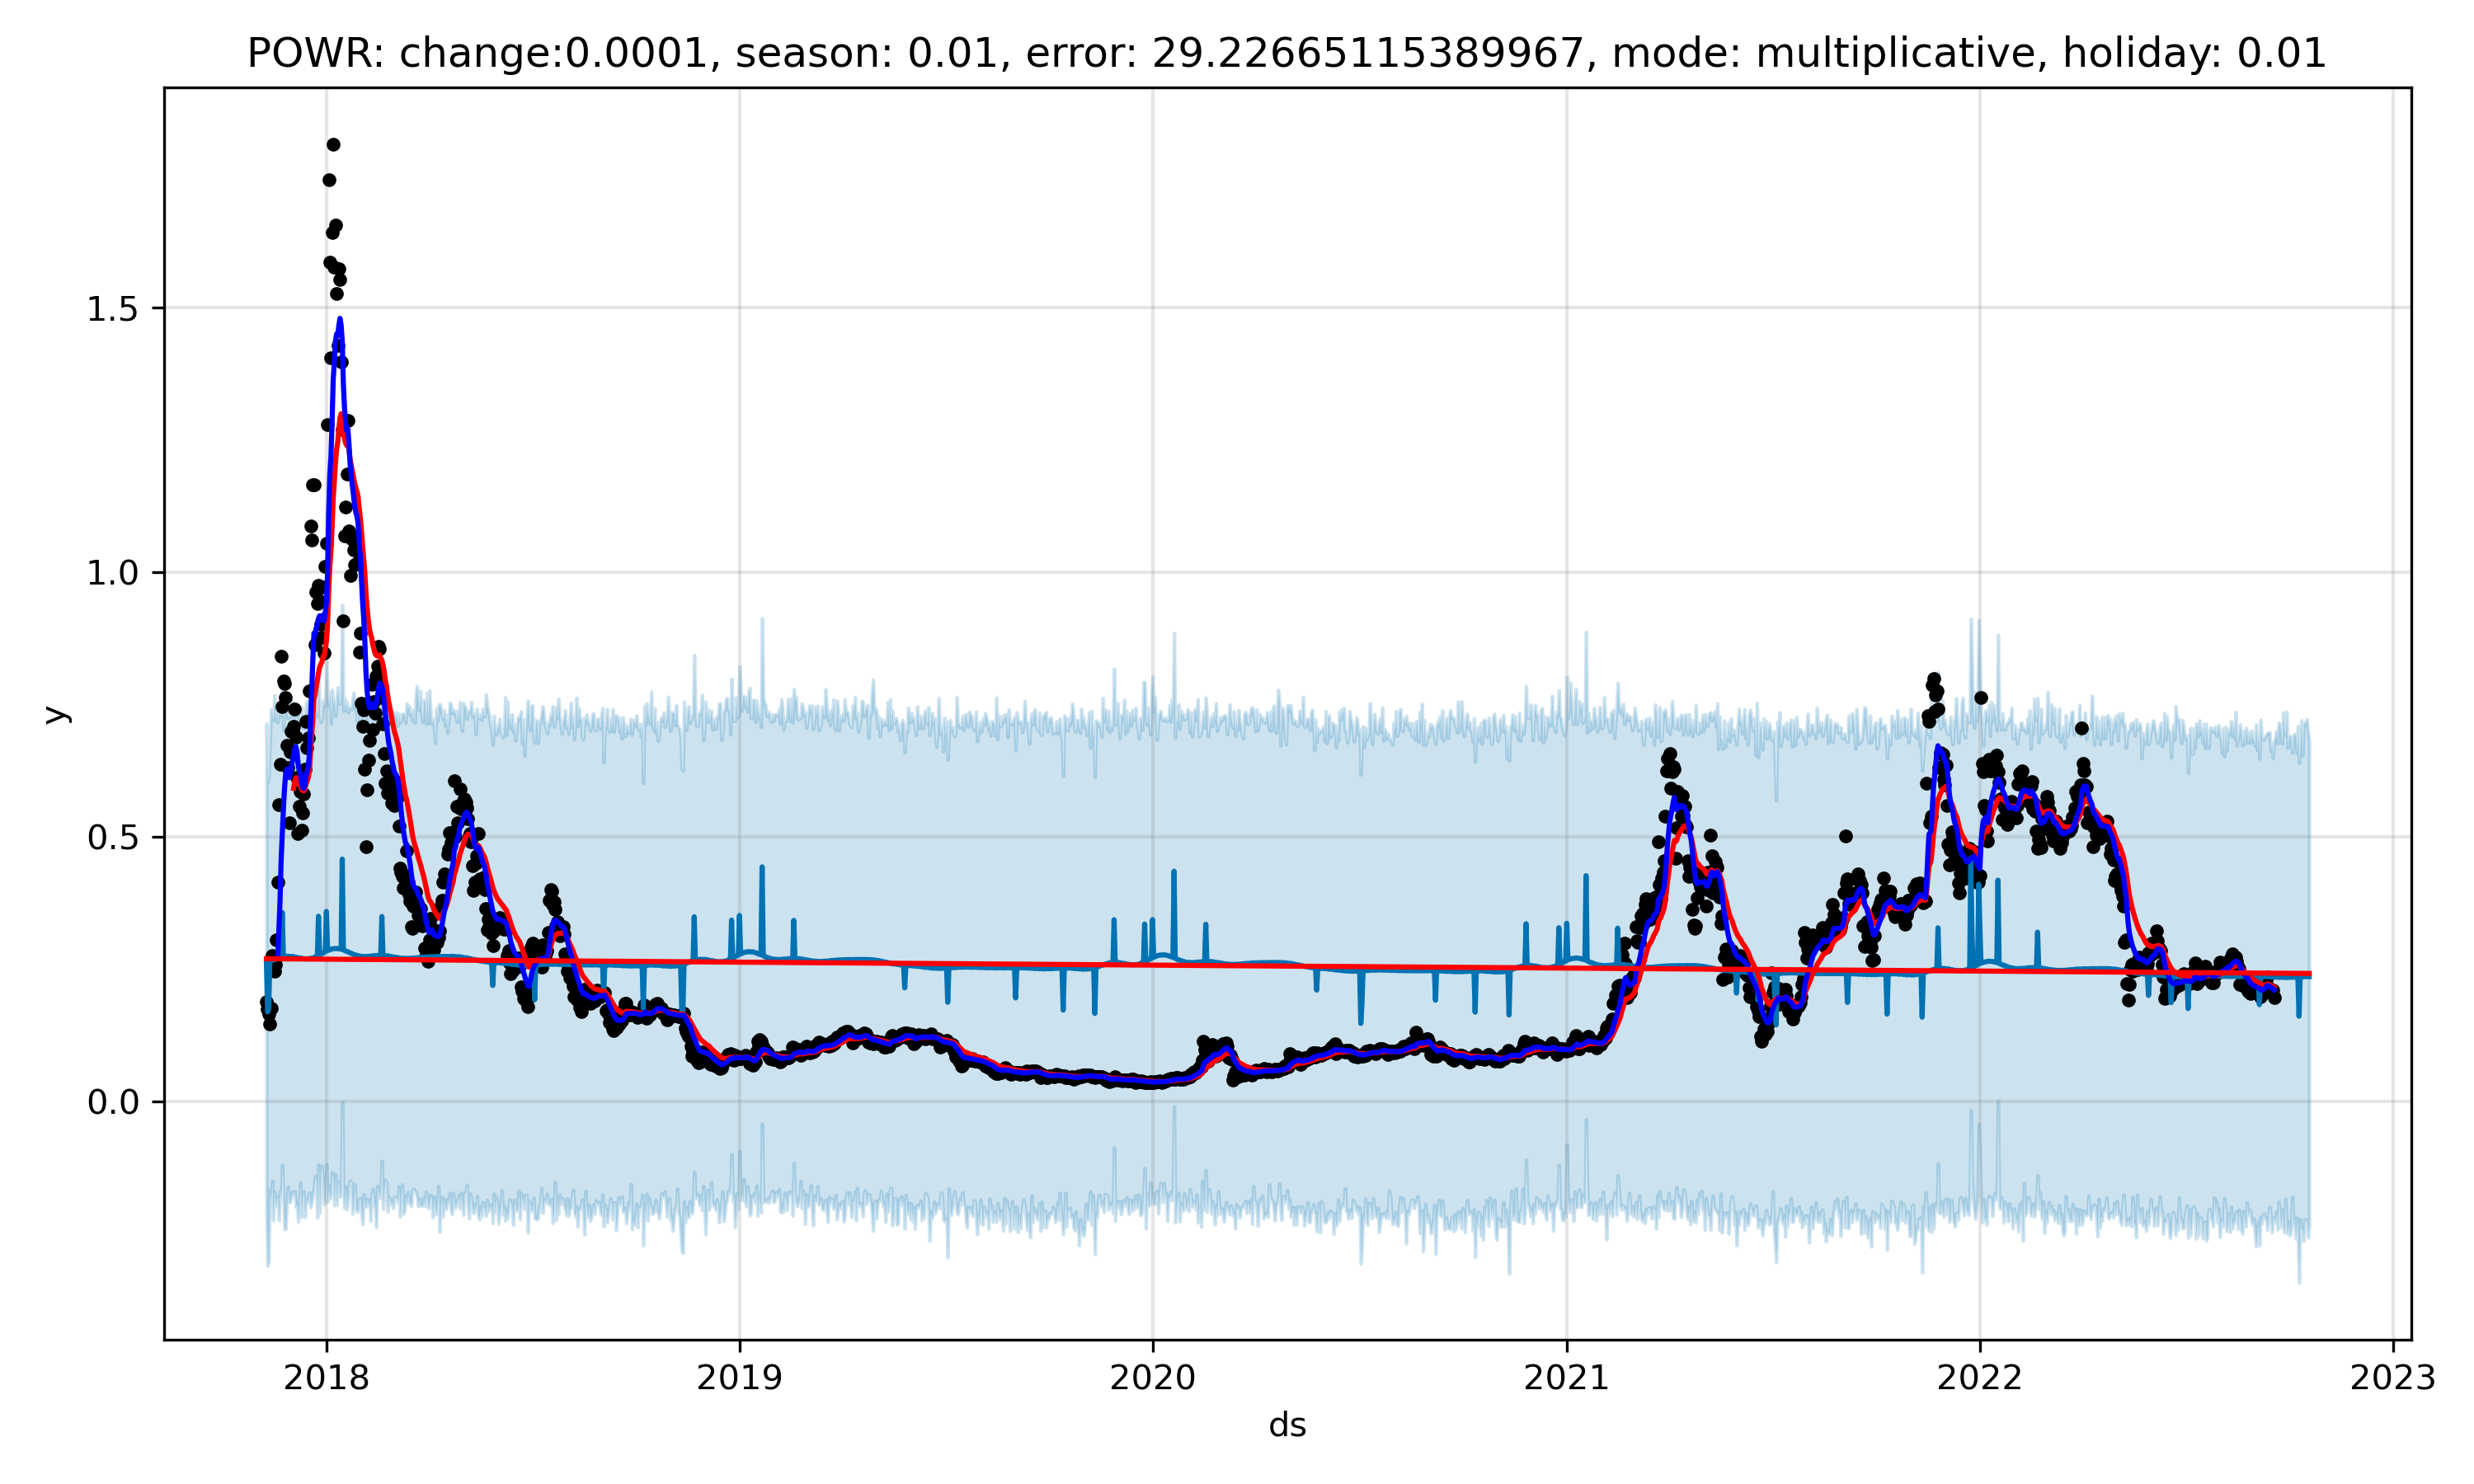 POWR: change:0.0001, season: 0.01, error: 29.22665115389967, mode: multiplicative, holiday: 0.01
y
1.5
1.0
0.5
0.0
2018 2019 2020 2021 2022 2023
ds